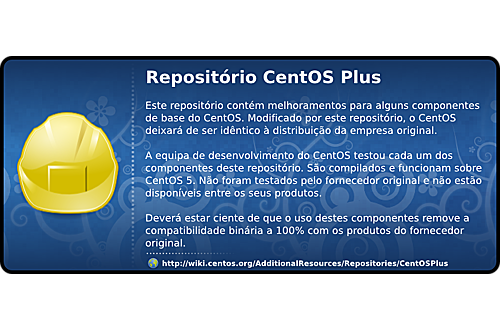 Repositório CentOS Plus
Este repositório contém melhoramentos para alguns componentes
de base do CentOS. Modificado por este repositório, o CentOS
deixará de ser idêntico à distribuição da empresa original.
A equipa de desenvolvimento do CentOS testou cada um dos
componentes deste repositório. São compilados e funcionam sobre
CentOS 5. Não foram testados pelo fornecedor original e não estão
disponíveis entre os seus produtos.
Deverá estar ciente de que o uso destes componentes remove a
compatibilidade binária a 100% com os produtos do fornecedor
original.
http://wiki.centos.org/AdditionalResources/Repositories/CentOSPlus